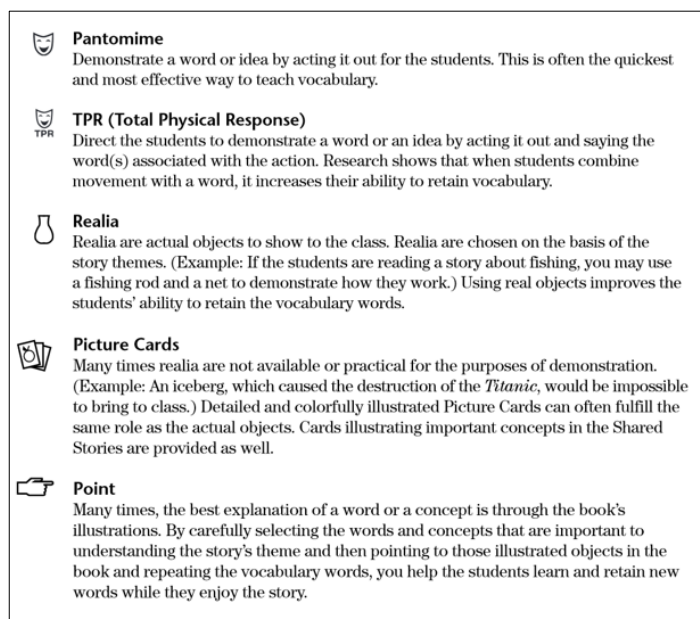 Pantomime
Demonstrate a word or idea by acting it out for the students. This is often the quickest
and most effective way to teach vocabulary.
TPR (Total Physical Response)
TPR
Direct the students to demonstrate a word or an idea by acting it out and saying the
word(s) associated with the action. Research shows that when students combine
movement with a word, it increases their ability to retain vocabulary.
Realia
Realia are actual objects to show to the class. Realia are chosen on the basis of the
story themes. (Example: If the students are reading a story about fishing, you may use
a fishing rod and a net to demonstrate how they work.) Using real objects improves the
students’ ability to retain the vocabulary words.
Picture Cards
Many times realia are not available or practical for the purposes of demonstration.
(Example: An iceberg, which caused the destruction of the Titanic, would be impossible
to bring to class.) Detailed and colorfully illustrated Picture Cards can often fulfill the
same role as the actual objects. Cards illustrating important concepts in the Shared
Stories are provided as well.
Point
Many times, the best explanation of a word or a concept is through the book’s
illustrations. By carefully selecting the words and concepts that are important to
understanding the story’s theme and then pointing to those illustrated objects in the
book and repeating the vocabulary words, you help the students learn and retain new
words while they enjoy the story.